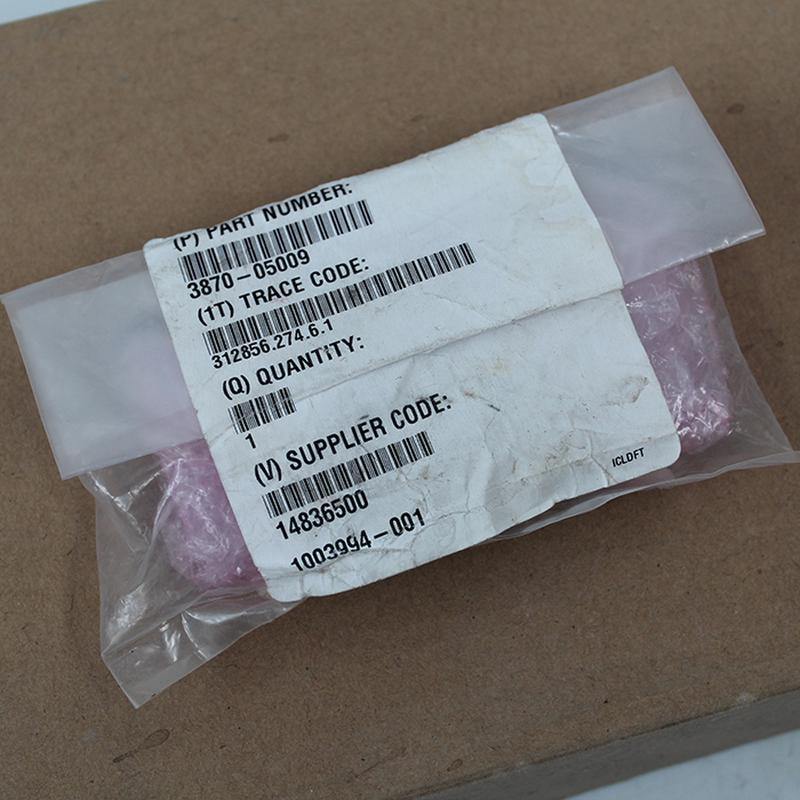 (P) PART NUMBER:
3870-05009
(1T) TRACE CODE:
312856.274.6.1
(Q) QUANTITY:
1
(V) SUPPLIER CODE:
14836500
1003994-001
ICLDFT